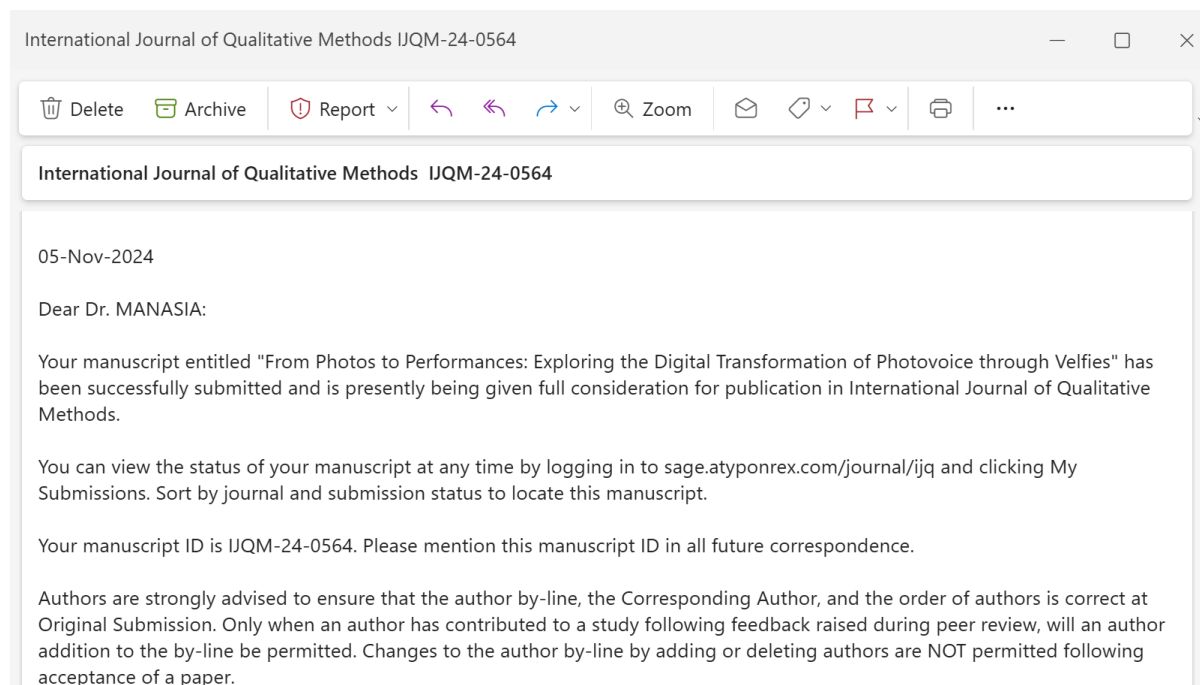 International Journal of Qualitative Methods IJQM-24-0564
Delete Archive Report Zoom
International Journal of Qualitative Methods IJQM-24-0564
05-Nov-2024
Dear Dr. MANASIA:
Your manuscript entitled "From Photos to Performances: Exploring the Digital Transformation of Photovoice through Velfies" has
been successfully submitted and is presently being given full consideration for publication in International Journal of Qualitative
Methods.
You can view the status of your manuscript at any time by logging in to sage.atyponrex.com/journal/ijq and clicking My
Submissions. Sort by journal and submission status to locate this manuscript.
Your manuscript ID is IJQM-24-0564. Please mention this manuscript ID in all future correspondence.
Authors are strongly advised to ensure that the author by-line, the Corresponding Author, and the order of authors is correct at
Original Submission. Only when an author has contributed to a study following feedback raised during peer review, will an author
addition to the by-line be permitted. Changes to the author by-line by adding or deleting authors are NOT permitted following
acceptance of a paper.